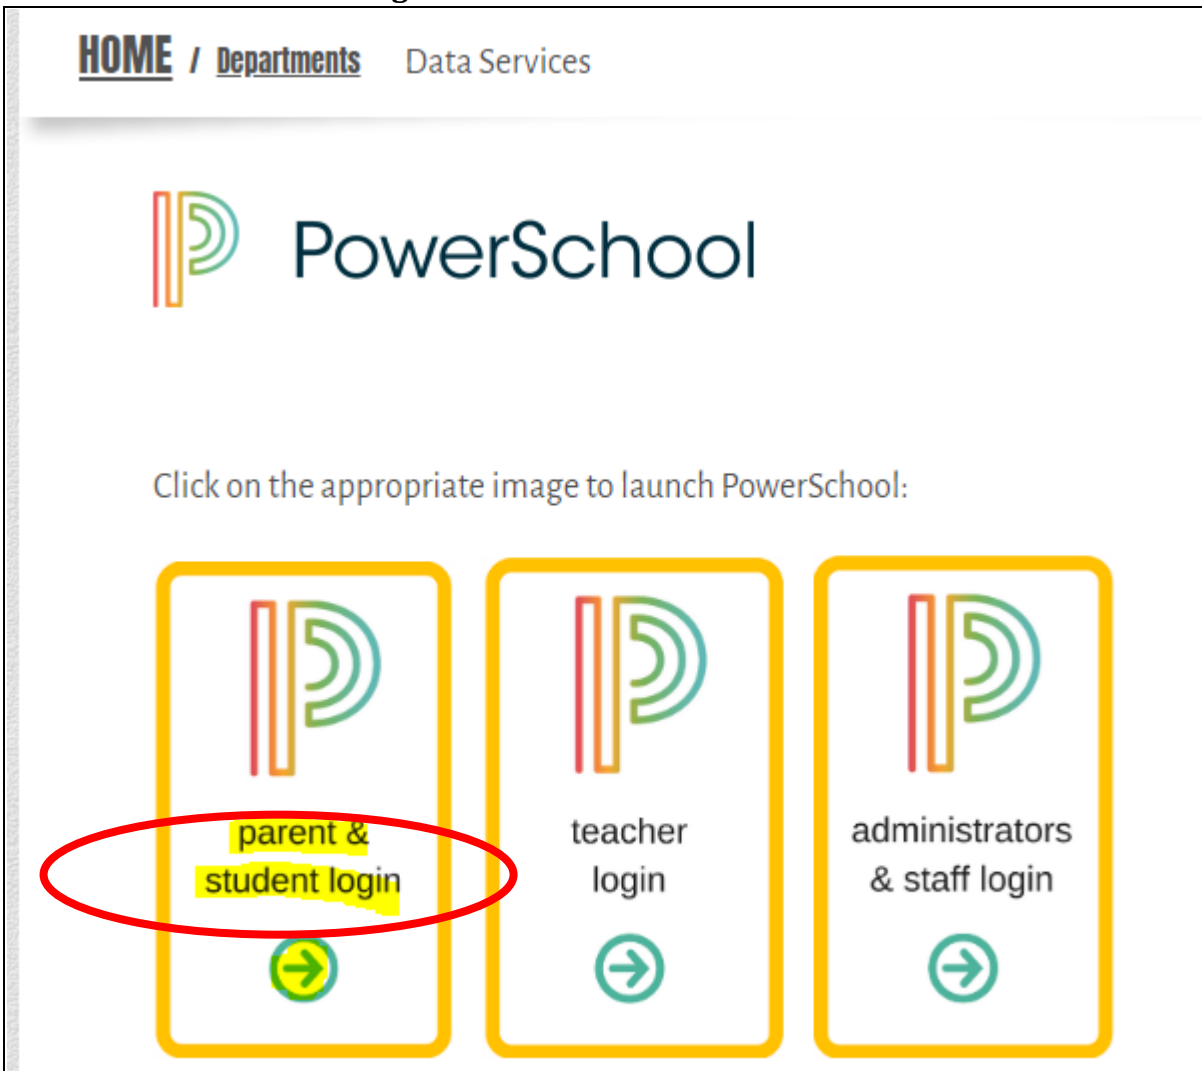 HOME / Departments Data Services
PowerSchool
Click on the appropriate image to launch PowerSchool:
parent &
student login
teacher
login
administrators
& staff login